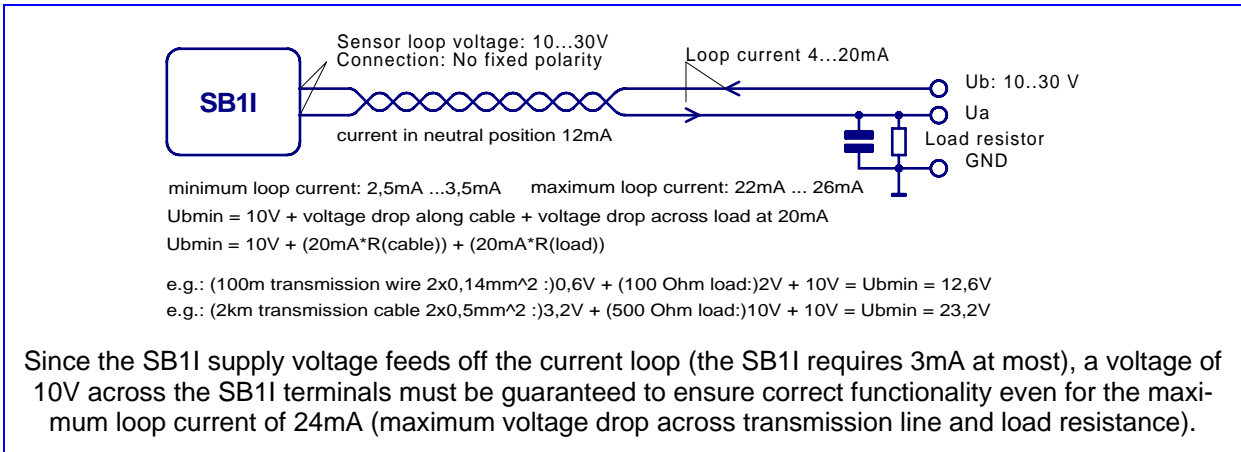 Sensor loop voltage: 10...30V
Connection: No fixed polarity
Loop current 4...20mA
SB1I
Ub: 10..30 V
Ua
current in neutral position 12mA
Load resistor
GND
minimum loop current: 2,5mA ...3,5mA maximum loop current: 22mA ... 26mA
Ubmin = 10V + voltage drop along cable + voltage drop across load at 20mA
Ubmin = 10V + (20mA*R(cable)) + (20mA*R(load))
e.g.: (100m transmission wire 2x0,14mm^2 :)0,6V + (100 Ohm load:)2V + 10V = Ubmin = 12,6V
e.g.: (2km transmission cable 2x0,5mm^2 :)3,2V + (500 Ohm load:)10V + 10V = Ubmin = 23,2V
Since the SB1I supply voltage feeds off the current loop (the SB1I requires 3mA at most), a voltage of
10V across the SB1I terminals must be guaranteed to ensure correct functionality even for the maxi-
mum loop current of 24mA (maximum voltage drop across transmission line and load resistance).